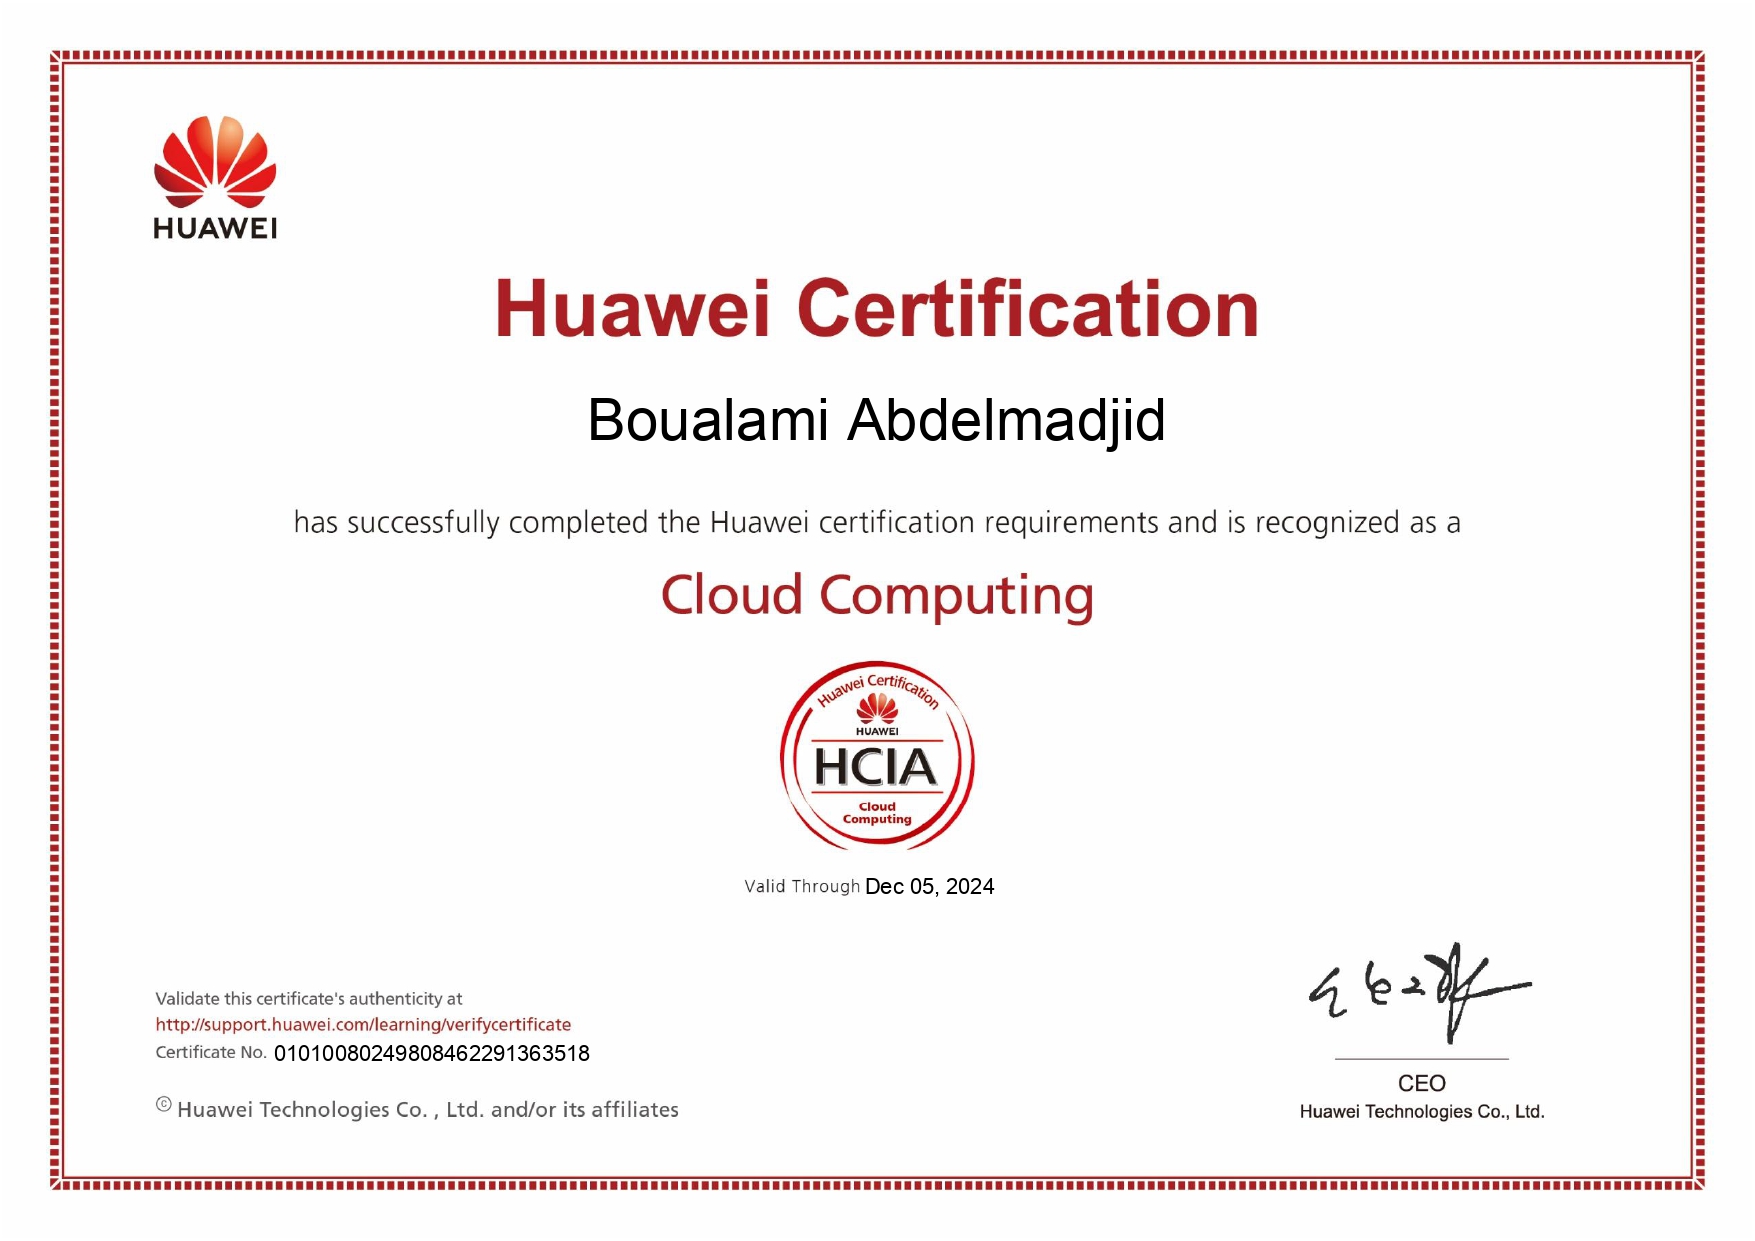 HUAWEI
Huawei Certification
Boualami Abdelmadjid
has successfully completed the Huawei certification requirements and is recognized as a
Cloud Computing
Huawei Certification
HUAWEI
HCIA
Cloud
Computing
Valid Through Dec 05, 2024
Validate this certificate's authenticity at
http://support.huawei.com/learning/verifycertificate
Certificate No. 01010080249808462291363518
© Huawei Technologies Co. , Ltd. and/or its affiliates
CEO
Huawei Technologies Co., Ltd.